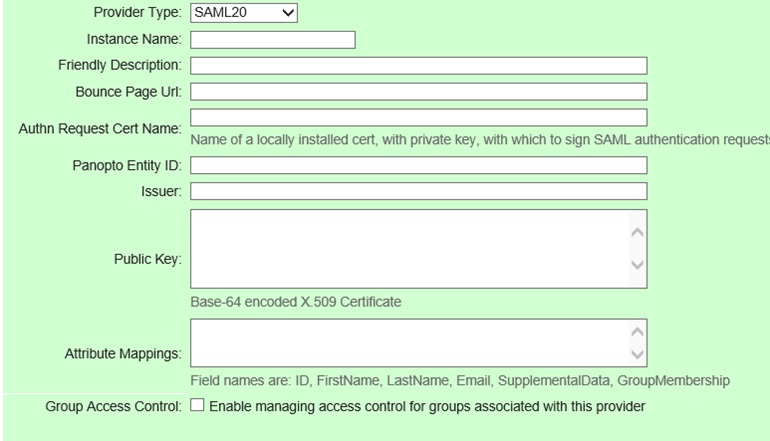 Provider Type: SAML20
Instance Name:
Friendly Description:
Bounce Page Url:
Authn Request Cert Name:
Name of a locally installed cert, with private key, with which to sign SAML authentication requests
Panopto Entity ID:
Issuer:
Public Key:
Base-64 encoded X.509 Certificate
Attribute Mappings:
Field names are: ID, FirstName, LastName, Email, SupplementalData, GroupMembership
Group Access Control: Enable managing access control for groups associated with this provider